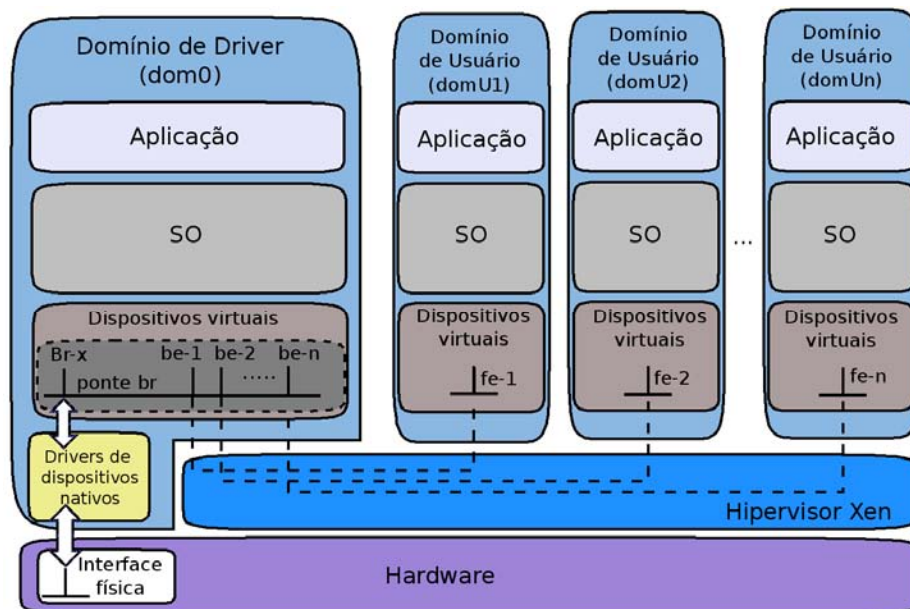 Domínio de Driver
(dom0)
Aplicação
SO
Dispositivos virtuais
Br-x
be-1
be-2
be-n
.....
ponte br
Drivers de
dispositivos
nativos
Interface
física
Domínio
de Usuário
(domU1)
Aplicação
SO
Dispositivos
virtuais
fe-1
Domínio
de Usuário
(domU2)
Aplicação
SO
Dispositivos
virtuais
fe-2
...
Domínio
de Usuário
(domUn)
Aplicação
SO
Dispositivos
virtuais
fe-n
Hipervisor Xen
Hardware